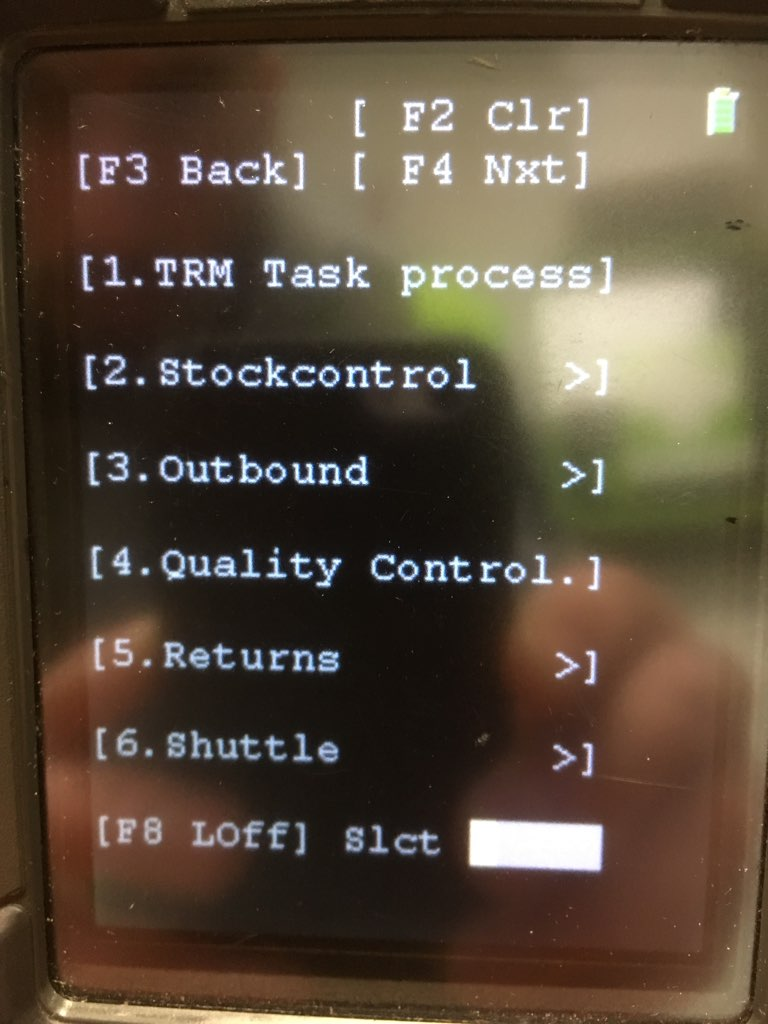 [ F2 Clr]
[F3 Back] [ F4 Nxt]
[1.TRM Task process]
[2.Stockcontrol >]
[3.Outbound >]
[4.Quality Control.]
[5.Returns >]
[6.Shuttle >]
[F8 LOff] Slct